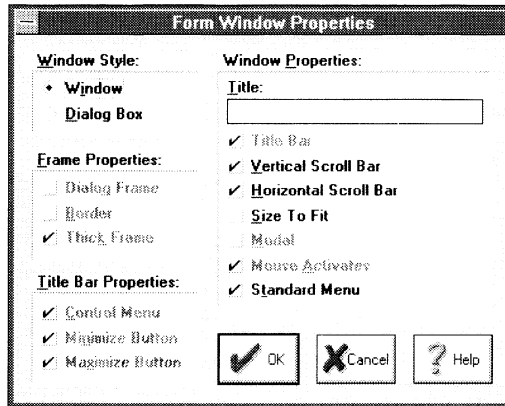 Form Window Properties
Window Style:
Window
Dialog Box
Frame Properties:
Dialog Frame
Border
Thick Frame
Title Bar Properties:
Control Menu
Minimize Button
Maximize Button
Window Properties:
Title:
Title Bar
Vertical Scroll Bar
Horizontal Scroll Bar
Size To Fit
Modal
Mouse Activates
Standard Menu
OK
Cancel
? Help